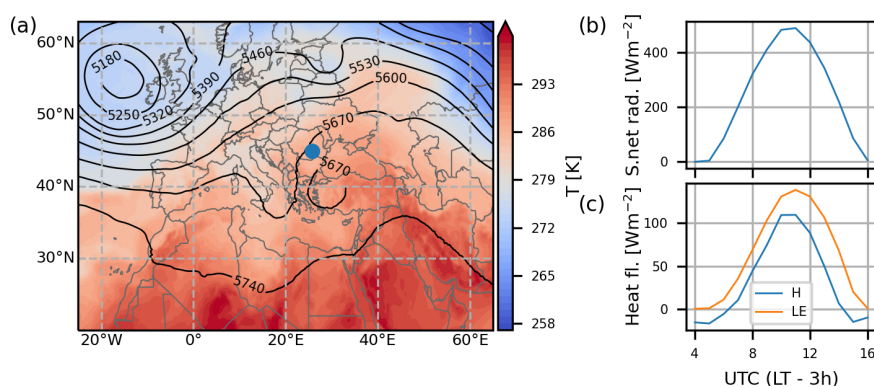 (a)
60°N
50°N
40°N
30°N
20°W
0°
20°E
40°E
60°E
5180
5250
5320
5390
5460
5530
5600
5670
5670
5740
293
286
279
272
265
258
T [K]
(b)
S.net rad. [Wm⁻²]
400
200
0
(c)
Heat fl. [Wm⁻²]
100
50
0
H
LE
4
8
12
16
UTC (LT - 3h)